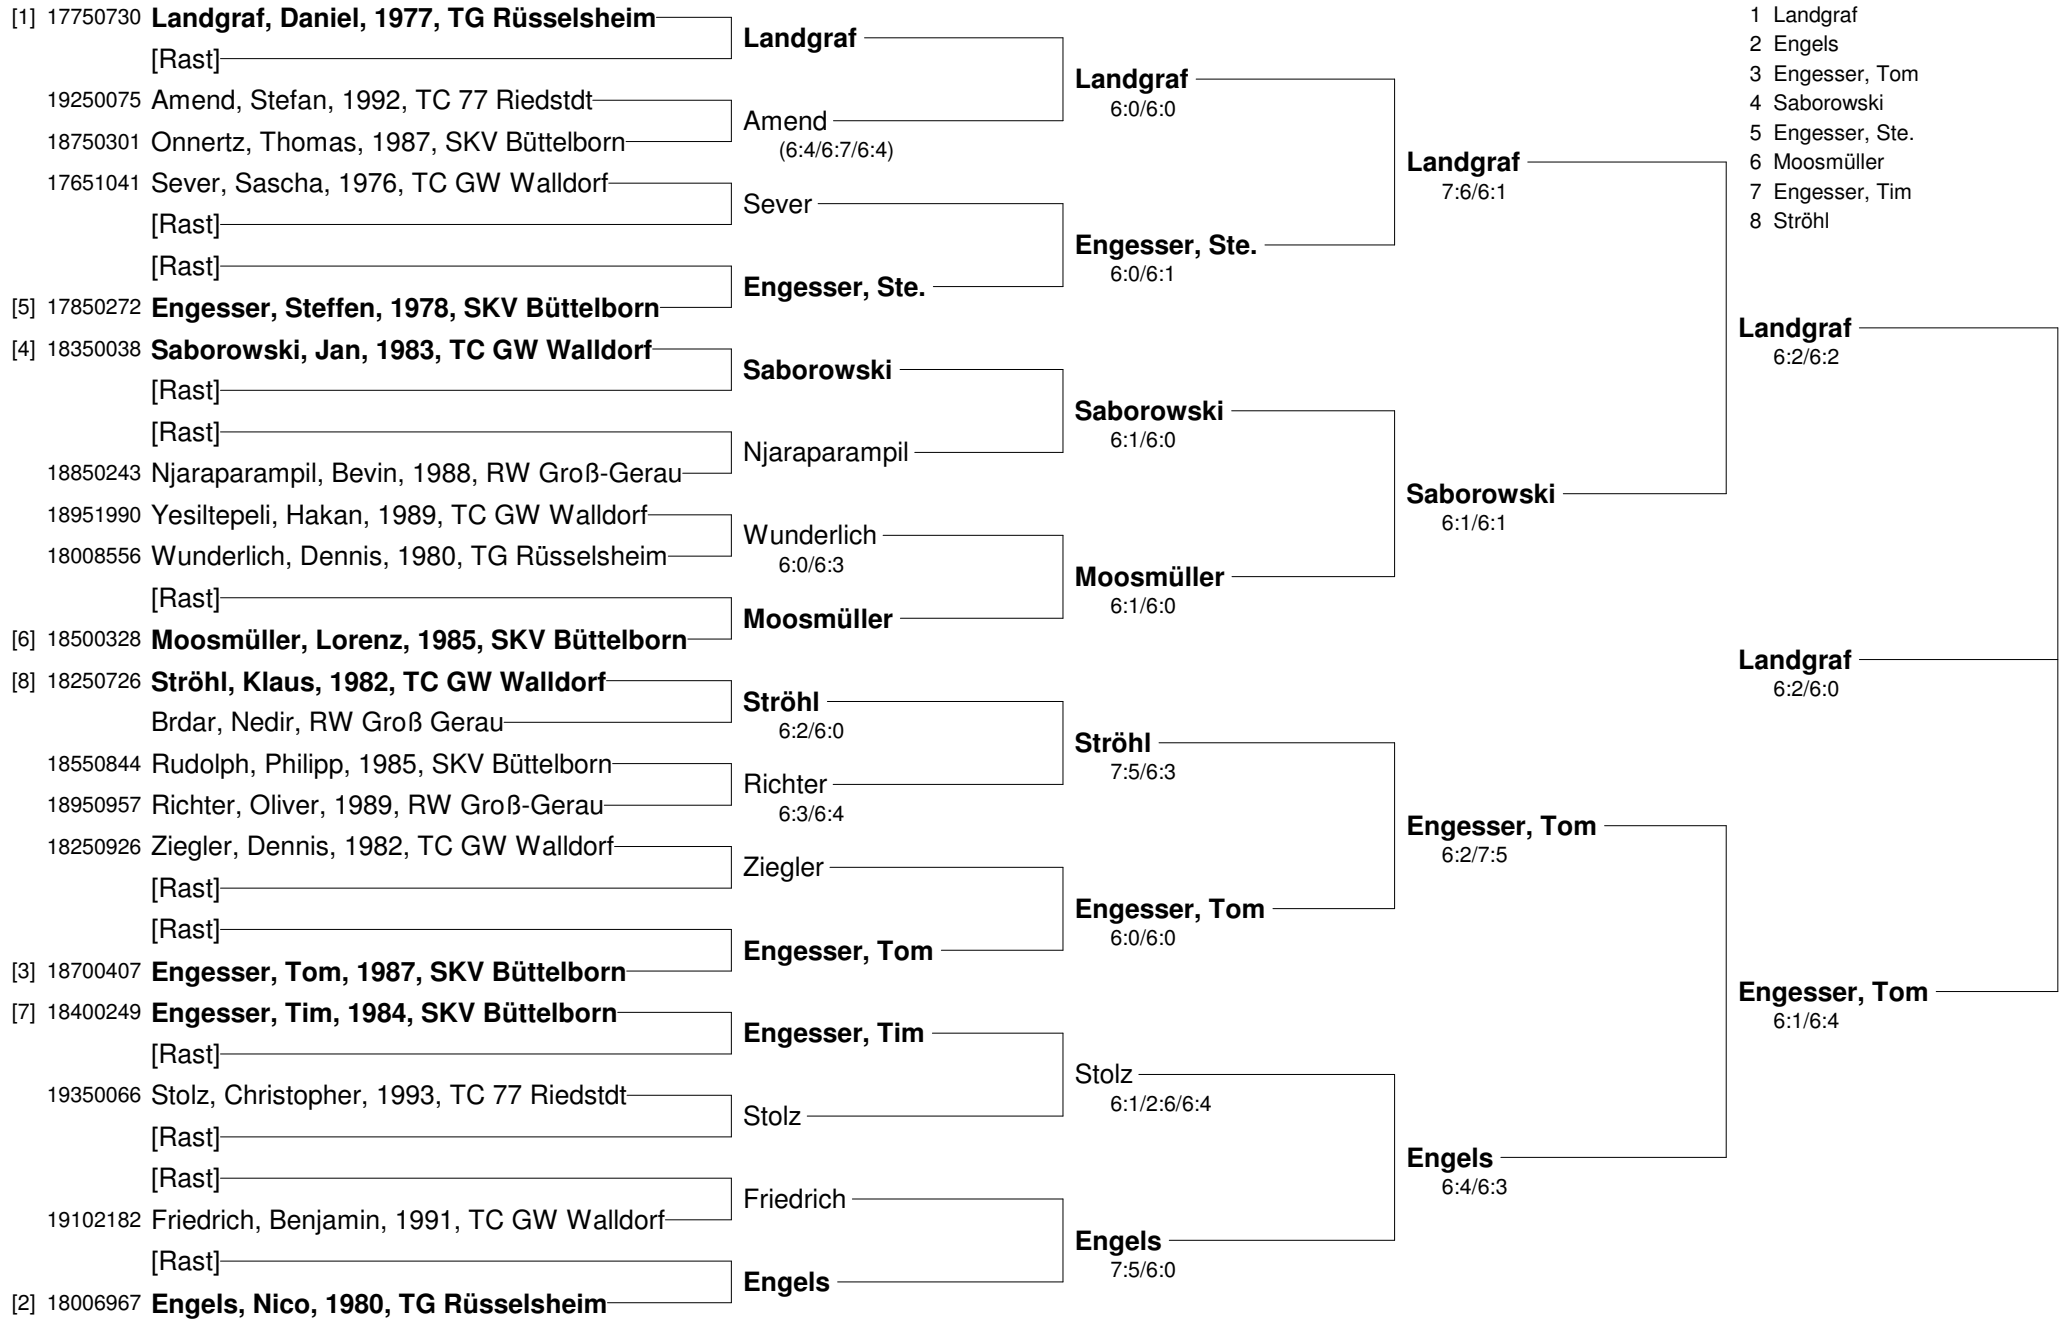 [1] 17750730 Landgraf, Daniel, 1977, TG Rüsselsheim
[Rast]
19250075 Amend, Stefan, 1992, TC 77 Riedstdt
18750301 Onnertz, Thomas, 1987, SKV Büttelborn
17651041 Sever, Sascha, 1976, TC GW Walldorf
[Rast]
[Rast]
[5] 17850272 Engesser, Steffen, 1978, SKV Büttelborn
[4] 18350038 Saborowski, Jan, 1983, TC GW Walldorf
[Rast]
[Rast]
18850243 Njaraparampil, Bevin, 1988, RW Groß-Gerau
18951990 Yesiltepeli, Hakan, 1989, TC GW Walldorf
18008556 Wunderlich, Dennis, 1980, TG Rüsselsheim
[Rast]
[6] 18500328 Moosmüller, Lorenz, 1985, SKV Büttelborn
[8] 18250726 Ströhl, Klaus, 1982, TC GW Walldorf
Brdar, Nedir, RW Groß Gerau
18550844 Rudolph, Philipp, 1985, SKV Büttelborn
18950957 Richter, Oliver, 1989, RW Groß-Gerau
18250926 Ziegler, Dennis, 1982, TC GW Walldorf
[Rast]
[Rast]
[3] 18700407 Engesser, Tom, 1987, SKV Büttelborn
[7] 18400249 Engesser, Tim, 1984, SKV Büttelborn
[Rast]
19350066 Stolz, Christopher, 1993, TC 77 Riedstdt
[Rast]
[Rast]
19102182 Friedrich, Benjamin, 1991, TC GW Walldorf
[Rast]
[2] 18006967 Engels, Nico, 1980, TG Rüsselsheim
Landgraf
Amend
(6:4/6:7/6:4)
Sever
Engesser, Ste.
Saborowski
Njaraparampil
Wunderlich
6:0/6:3
Moosmüller
Ströhl
6:2/6:0
Richter
6:3/6:4
Ziegler
Engesser, Tom
Engesser, Tim
Stolz
Friedrich
Engels
Landgraf
6:0/6:0
Engesser, Ste.
6:0/6:1
Saborowski
6:1/6:0
Moosmüller
6:1/6:0
Ströhl
7:5/6:3
Engesser, Tom
6:0/6:0
Stolz
6:1/2:6/6:4
Engels
7:5/6:0
Landgraf
7:6/6:1
Saborowski
6:1/6:1
Engesser, Tom
6:2/7:5
Engels
6:4/6:3
1 Landgraf
2 Engels
3 Engesser, Tom
4 Saborowski
5 Engesser, Ste.
6 Moosmüller
7 Engesser, Tim
8 Ströhl
Landgraf
6:2/6:2
Landgraf
6:2/6:0
Engesser, Tom
6:1/6:4